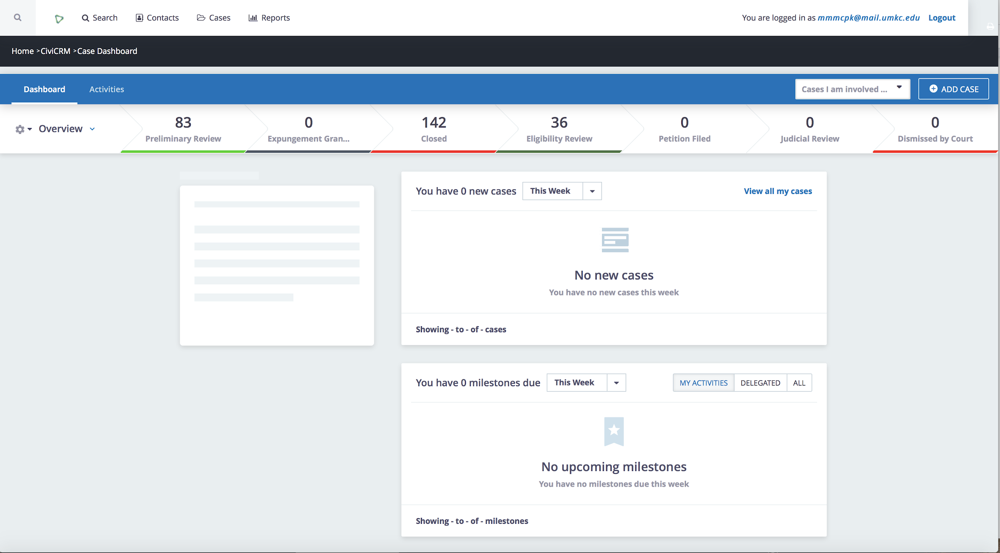 Search Contacts Cases Reports You are logged in as mmmcpk@mail.umkc.edu Logout
Home >CiviCRM >Case Dashboard
Dashboard Activities Cases I am involved ... ADD CASE
Overview
83
Preliminary Review
0
Expungement Gran...
142
Closed
36
Eligibility Review
0
Petition Filed
0
Judicial Review
0
Dismissed by Court
You have 0 new cases This Week View all my cases
No new cases
You have no new cases this week
Showing - to - of - cases
You have 0 milestones due This Week MY ACTIVITIES DELEGATED ALL
No upcoming milestones
You have no milestones due this week
Showing - to - of - milestones